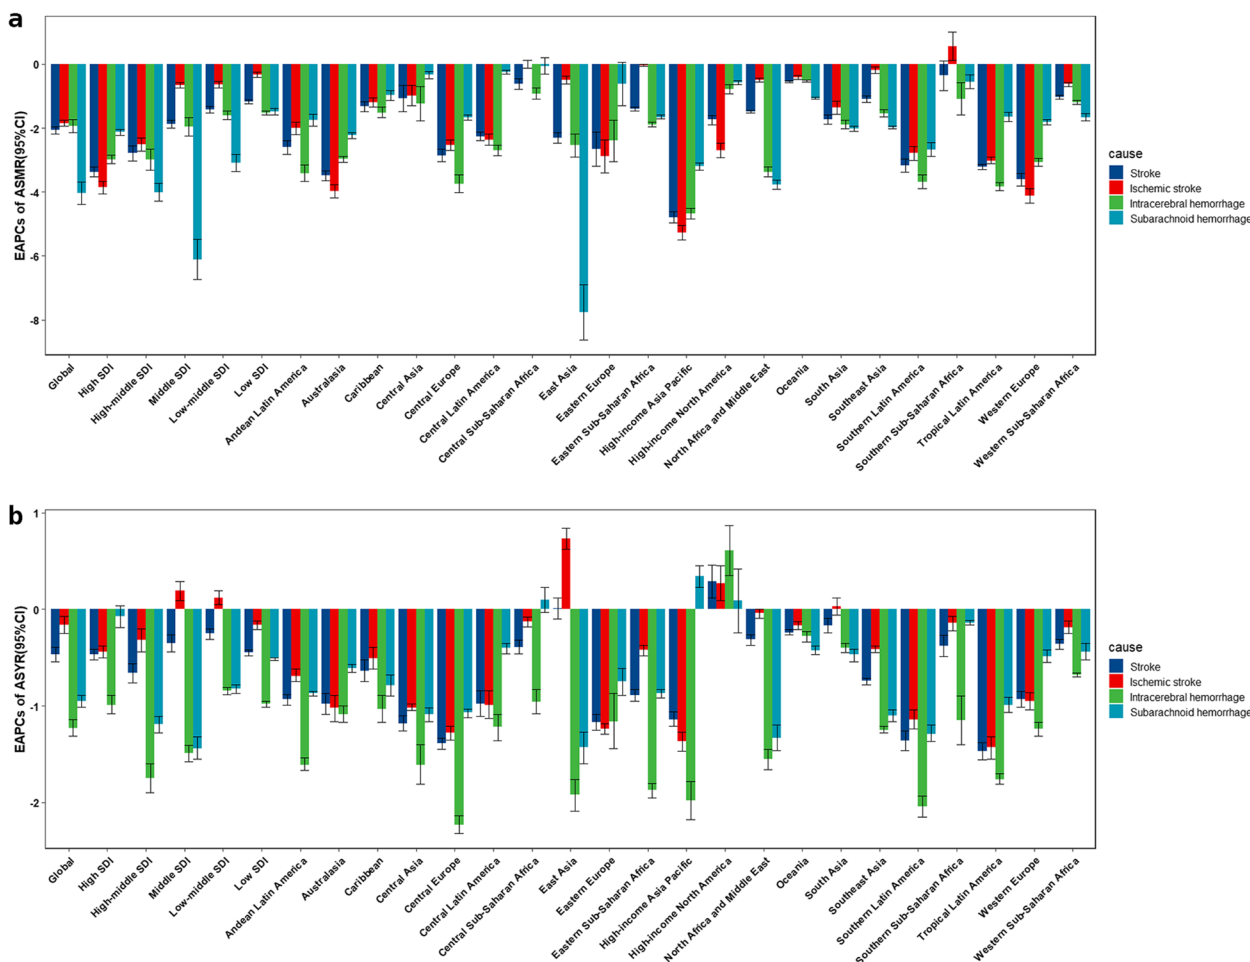 a
EAPCs of ASMR(95%CI)
0
-2
-4
-6
-8
Global
High SDI
High-middle SDI
Middle SDI
Low-middle SDI
Low SDI
Andean Latin America
Australasia
Caribbean
Central Asia
Central Europe
Central Latin America
Central Sub-Saharan Africa
East Asia
Eastern Europe
Eastern Sub-Saharan Africa
High-income Asia Pacific
High-income North America
North Africa and Middle East
Oceania
South Asia
Southeast Asia
Southern Latin America
Southern Sub-Saharan Africa
Tropical Latin America
Western Europe
Western Sub-Saharan Africa
cause
Stroke
Ischemic stroke
Intracerebral hemorrhage
Subarachnoid hemorrhage
b
EAPCs of ASYR(95%CI)
1
0
-1
-2
Global
High SDI
High-middle SDI
Middle SDI
Low-middle SDI
Low SDI
Andean Latin America
Australasia
Caribbean
Central Asia
Central Europe
Central Latin America
Central Sub-Saharan Africa
East Asia
Eastern Europe
Eastern Sub-Saharan Africa
High-income Asia Pacific
High-income North America
North Africa and Middle East
Oceania
South Asia
Southeast Asia
Southern Latin America
Southern Sub-Saharan Africa
Tropical Latin America
Western Europe
Western Sub-Saharan Africa
cause
Stroke
Ischemic stroke
Intracerebral hemorrhage
Subarachnoid hemorrhage